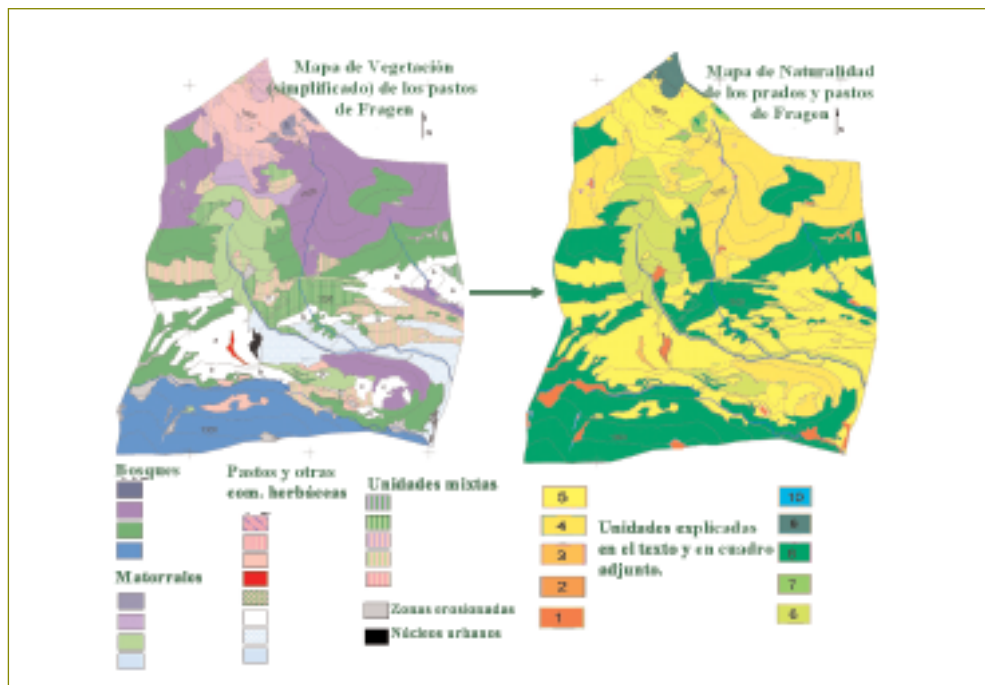 Mapa de Vegetación
(simplificado) de los pastos
de Fragen
Mapa de Naturalidad
de los prados y pastos
de Fragen
Bosques
Matorrales
Pastos y otras
com. herbáceas
Unidades mixtas
Zonas erosionadas
Núcleos urbanos
5
4
3
2
1
Unidades explicadas
en el texto y en cuadro
adjunto.
10
9
8
7
6